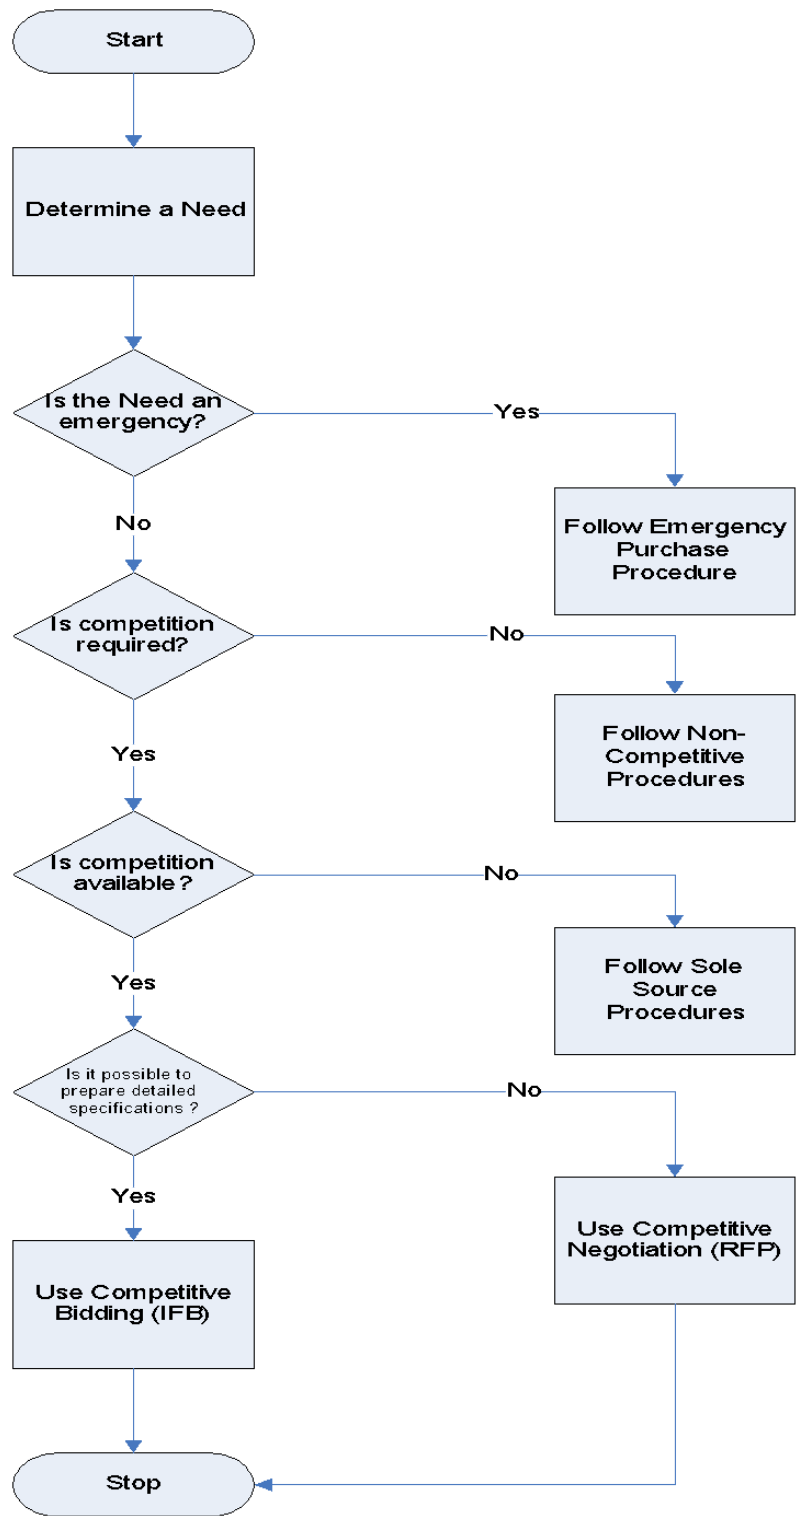 Start
Determine a Need
Is the Need an
emergency?
Yes
No
Follow Emergency
Purchase
Procedure
Is competition
required?
No
Yes
Follow Non-
Competitive
Procedures
Is competition
available?
No
Yes
Follow Sole
Source
Procedures
Is it possible to
prepare detailed
specifications ?
No
Yes
Use Competitive
Negotiation (RFP)
Use Competitive
Bidding (IFB)
Stop